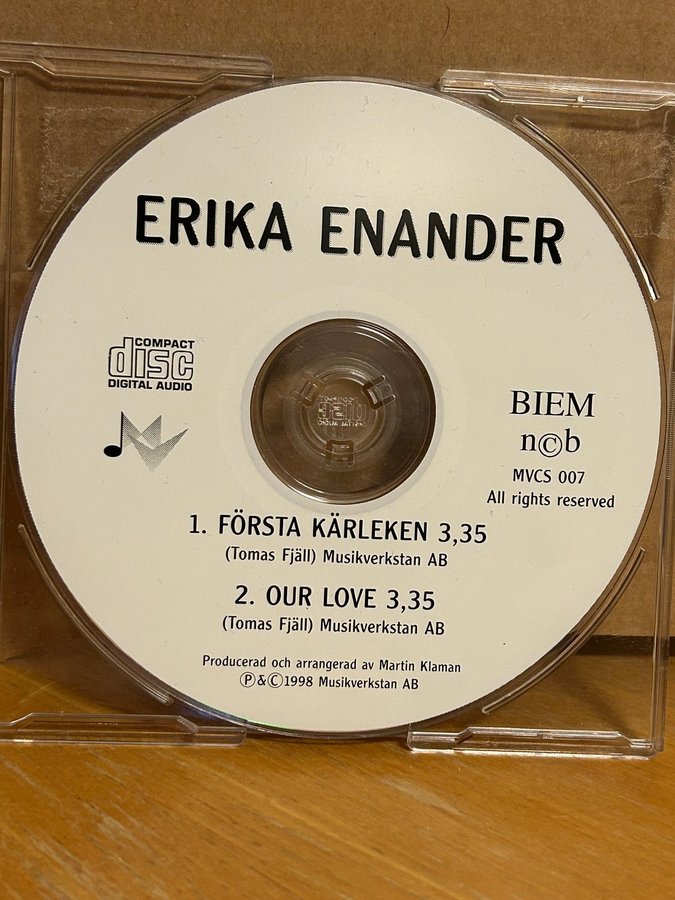 ERIKA ENANDER
COMPACT
disc
DIGITAL AUDIO
BIEM
n©b
MVCS 007
All rights reserved
1. FÖRSTA KÄRLEKEN 3,35
(Tomas Fjäll) Musikverkstan AB
2. OUR LOVE 3,35
(Tomas Fjäll) Musikverkstan AB
Producerad och arrangerad av Martin Klaman
Ⓟ&Ⓒ1998 Musikverkstan AB